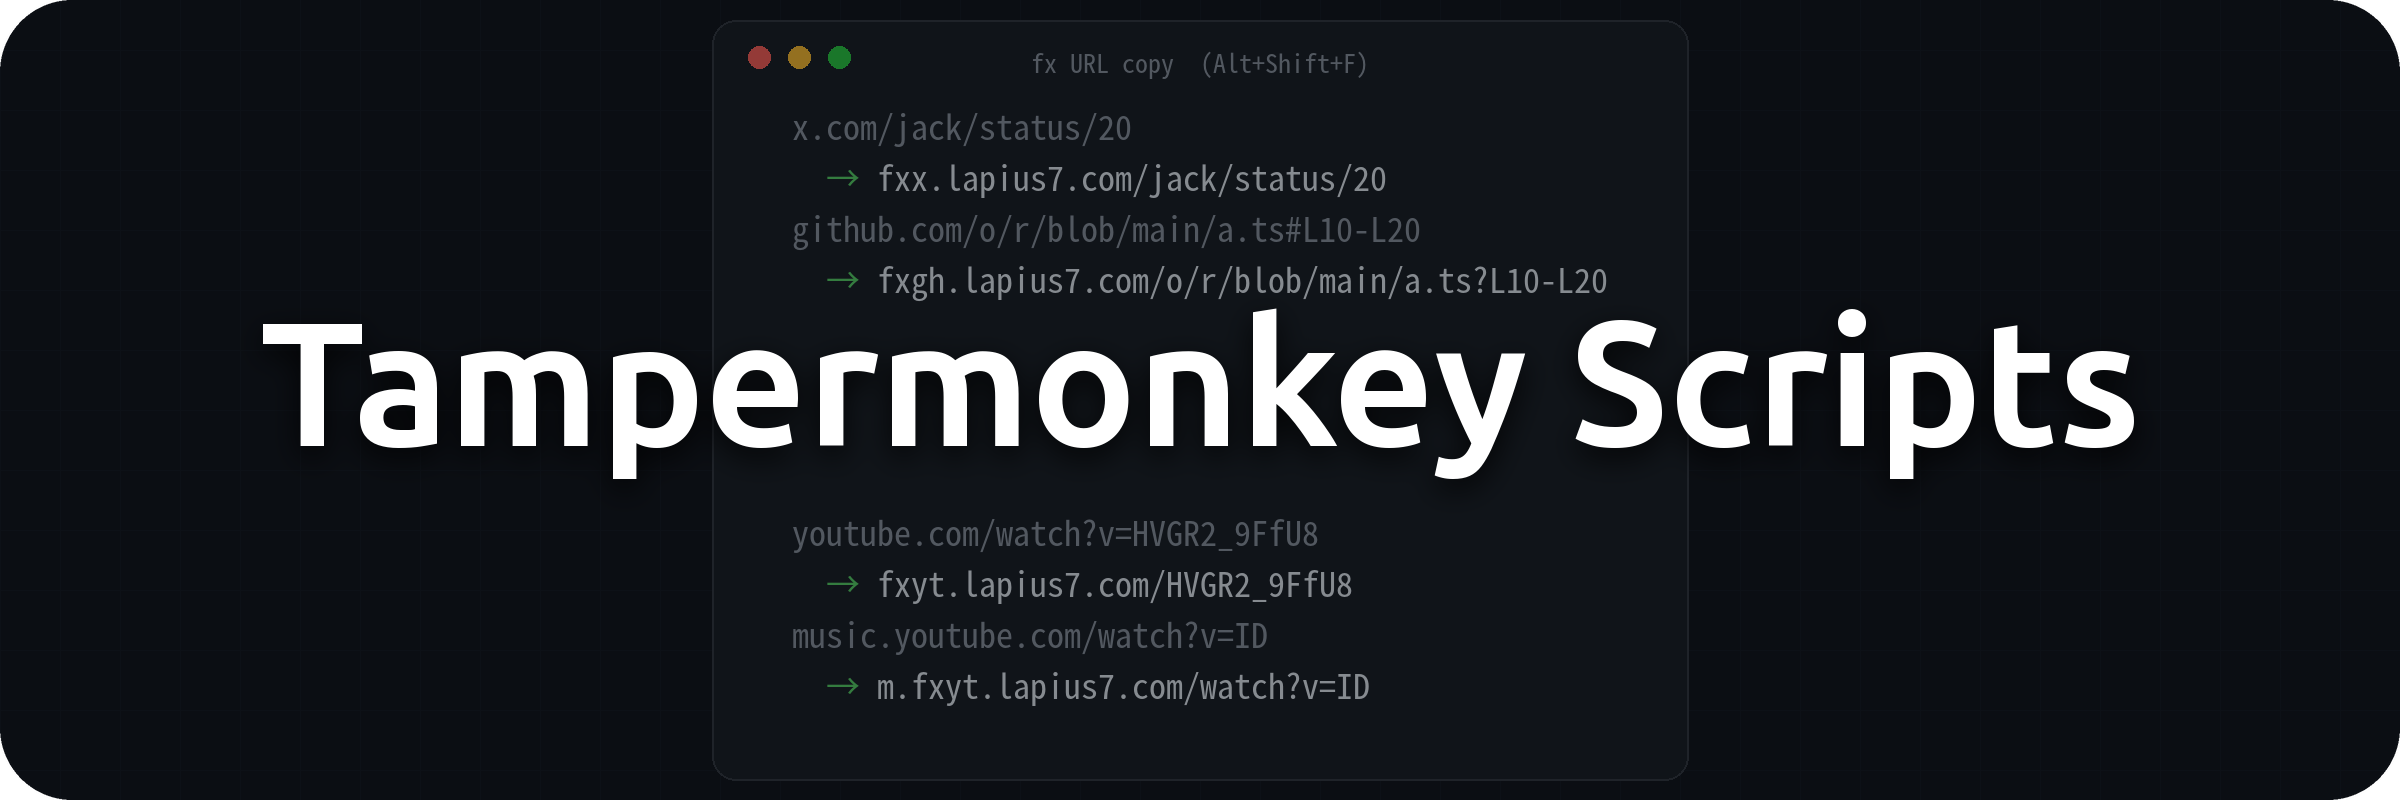 fx URL copy (Alt+Shift+F)
x.com/jack/status/20
→ fxx.lapius7.com/jack/status/20
github.com/o/r/blob/main/a.ts#L10-L20
→ fxgh.lapius7.com/o/r/blob/main/a.ts?L10-L20
Tampermonkey Scripts
youtube.com/watch?v=HVGR2_9FfU8
→ fxyt.lapius7.com/HVGR2_9FfU8
music.youtube.com/watch?v=ID
→ m.fxyt.lapius7.com/watch?v=ID